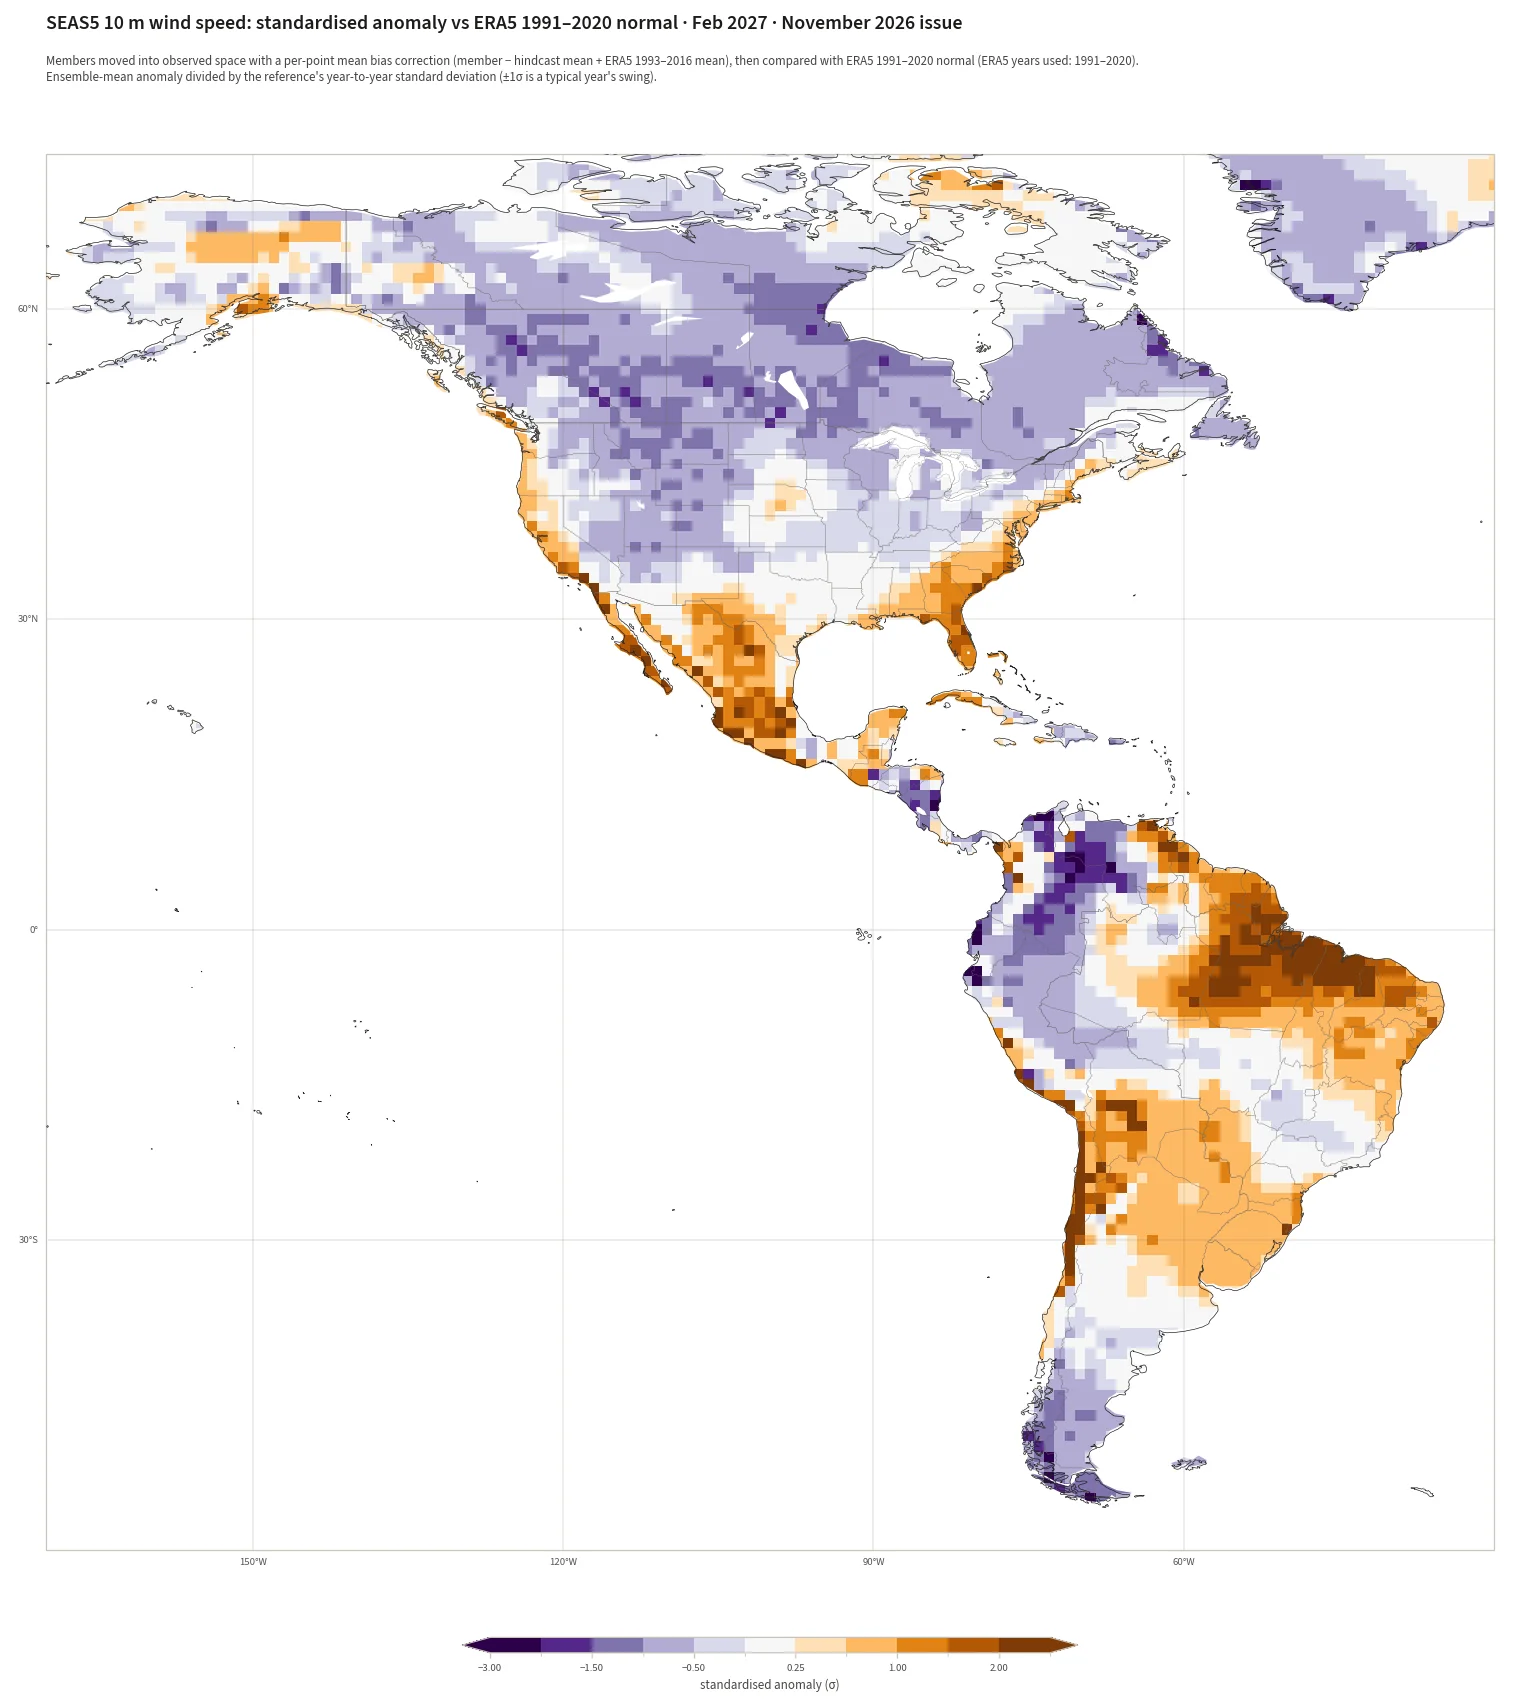 SEAS5 10 m wind speed: standardised anomaly vs ERA5 1991–2020 normal · Feb 2027 · November 2026 issue
Members moved into observed space with a per-point mean bias correction (member − hindcast mean + ERA5 1993–2016 mean), then compared with ERA5 1991–2020 normal (ERA5 years used: 1991–2020).
Ensemble-mean anomaly divided by the reference's year-to-year standard deviation (±1σ is a typical year's swing).
60°N
30°N
0°
30°S
150°W 120°W 90°W 60°W
−3.00 −1.50 −0.50 0.25 1.00 2.00
standardised anomaly (σ)